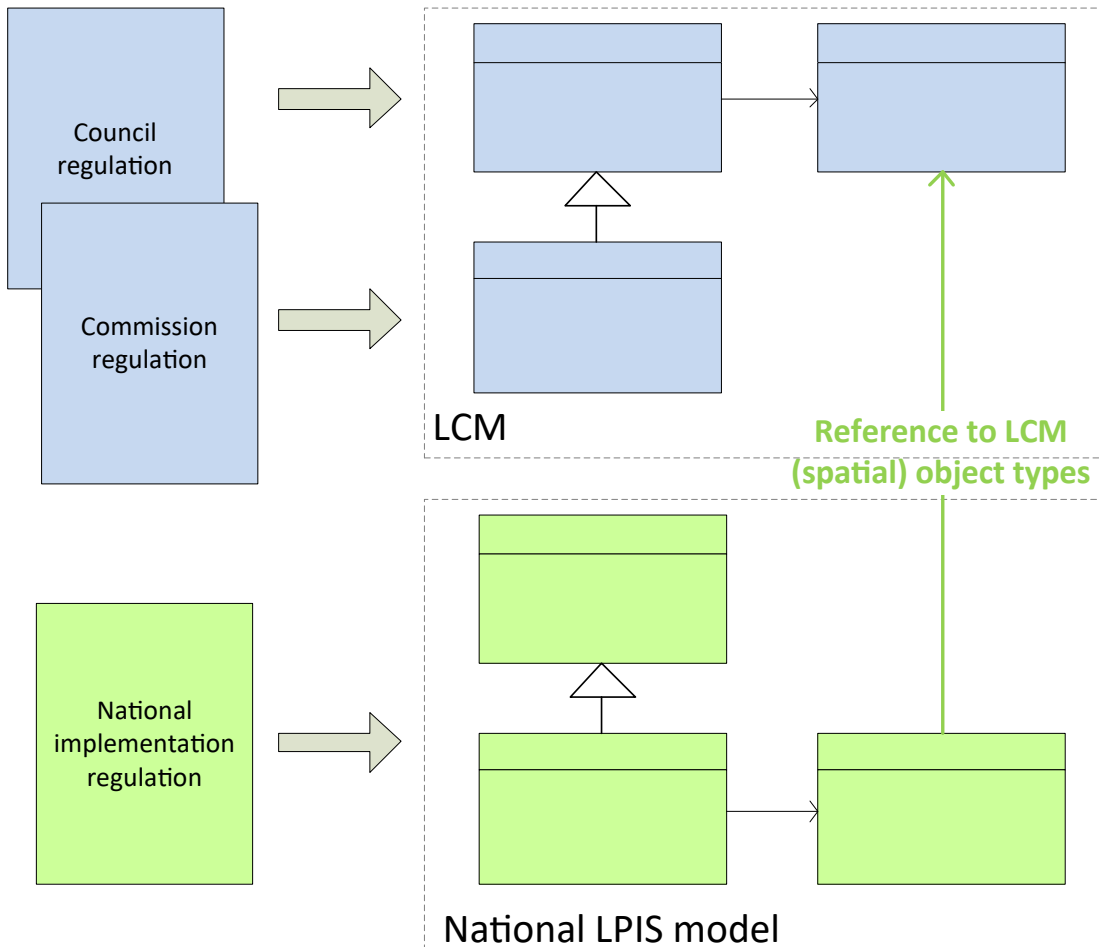 Council
regulation
Commission
regulation
LCM
Reference to LCM
(spatial) object types
National
implementation
regulation
National LPIS model